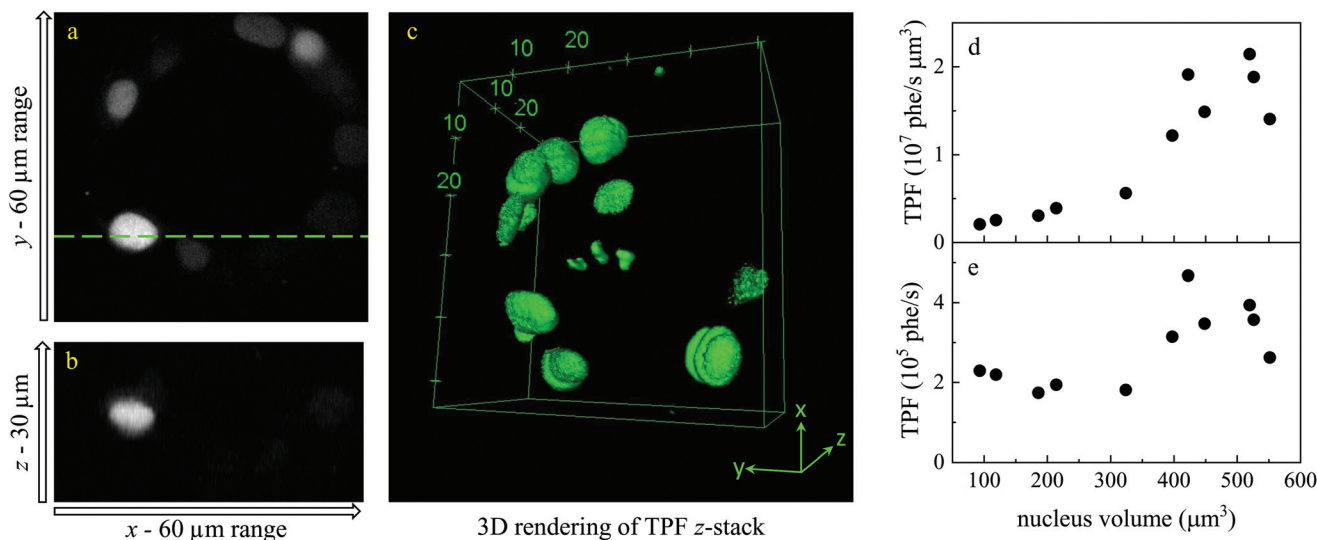 a
y - 60 µm range
b
z - 30 µm
x - 60 µm range
c
10
20
10
20
10
20
x
y
z
3D rendering of TPF z-stack
d
TPF (10⁷ phe/s µm³)
2
1
0
e
TPF (10⁵ phe/s)
4
2
0
100 200 300 400 500 600
nucleus volume (µm³)